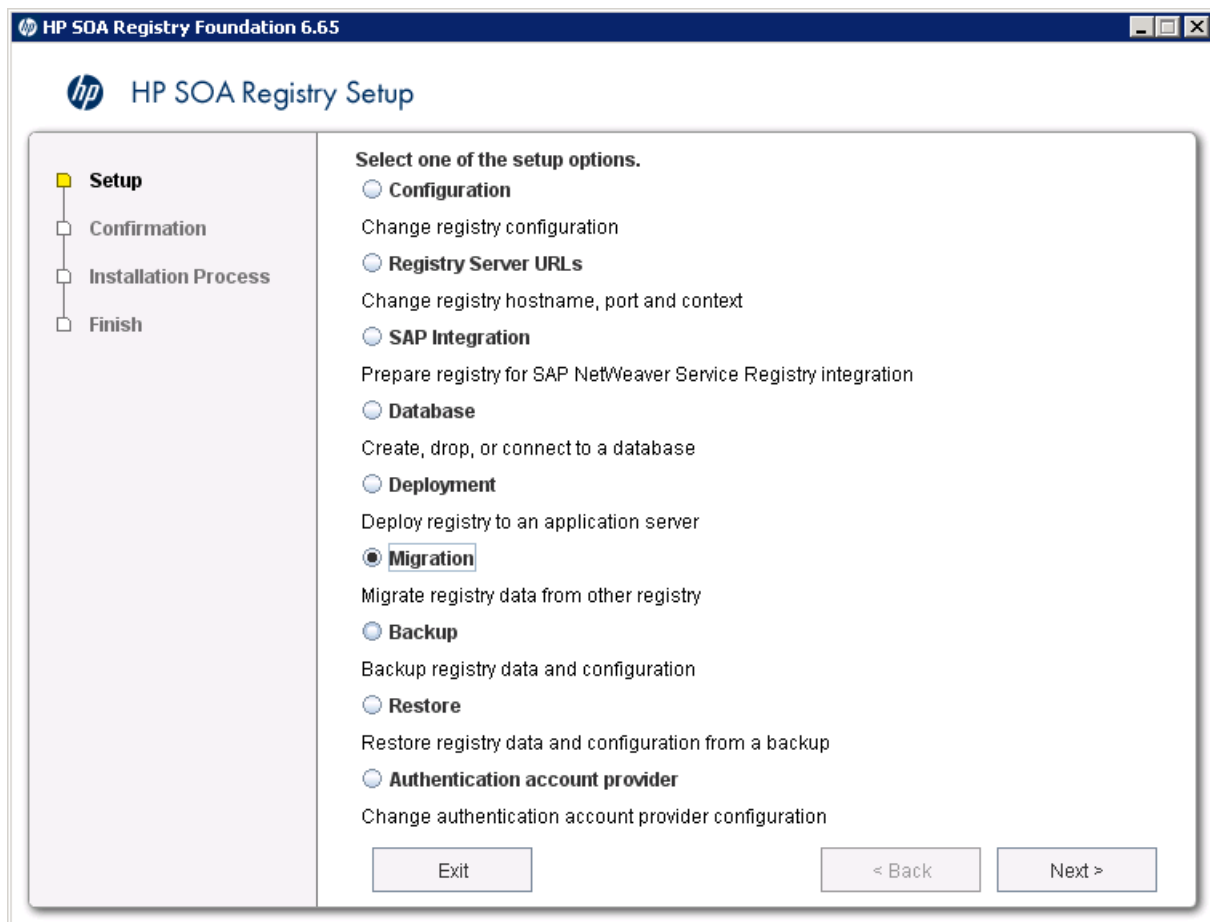 HP SOA Registry Foundation 6.65
hp HP SOA Registry Setup
Setup
Confirmation
Installation Process
Finish
Select one of the setup options.
Configuration
Change registry configuration
Registry Server URLs
Change registry hostname, port and context
SAP Integration
Prepare registry for SAP NetWeaver Service Registry integration
Database
Create, drop, or connect to a database
Deployment
Deploy registry to an application server
Migration
Migrate registry data from other registry
Backup
Backup registry data and configuration
Restore
Restore registry data and configuration from a backup
Authentication account provider
Change authentication account provider configuration
Exit
< Back
Next >